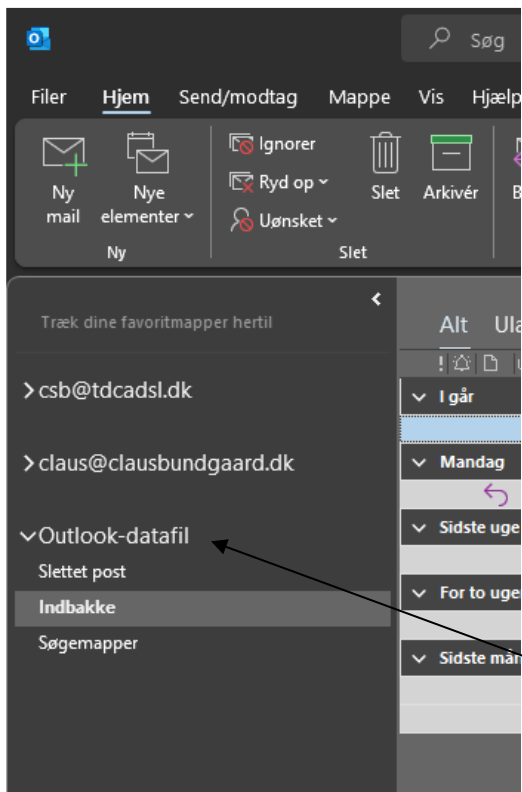 Søg
Filer Hjem Send/modtag Mappe Vis Hjælp
Ny mail
Nye elementer
Ignorer
Ryd op
Uønsket
Slet
Arkivér
Ny
Slet
Træk dine favoritmapper hertil
csb@tdcadsl.dk
claus@clausbundgaard.dk
Outlook-datafil
Slettet post
Indbakke
Søgemapper
Alt
I går
Mandag
Sidste uge
For to uger